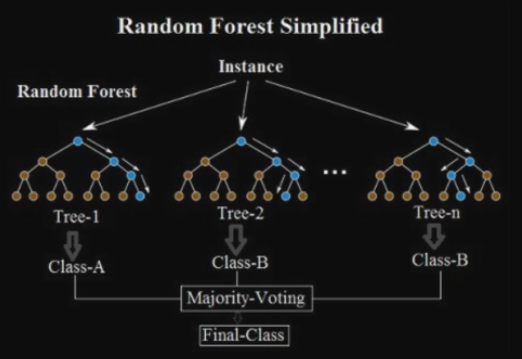 Random Forest Simplified
Instance
Random Forest
...
Tree-1
Tree-2
Tree-n
Class-A
Class-B
Class-B
Majority-Voting
Final-Class